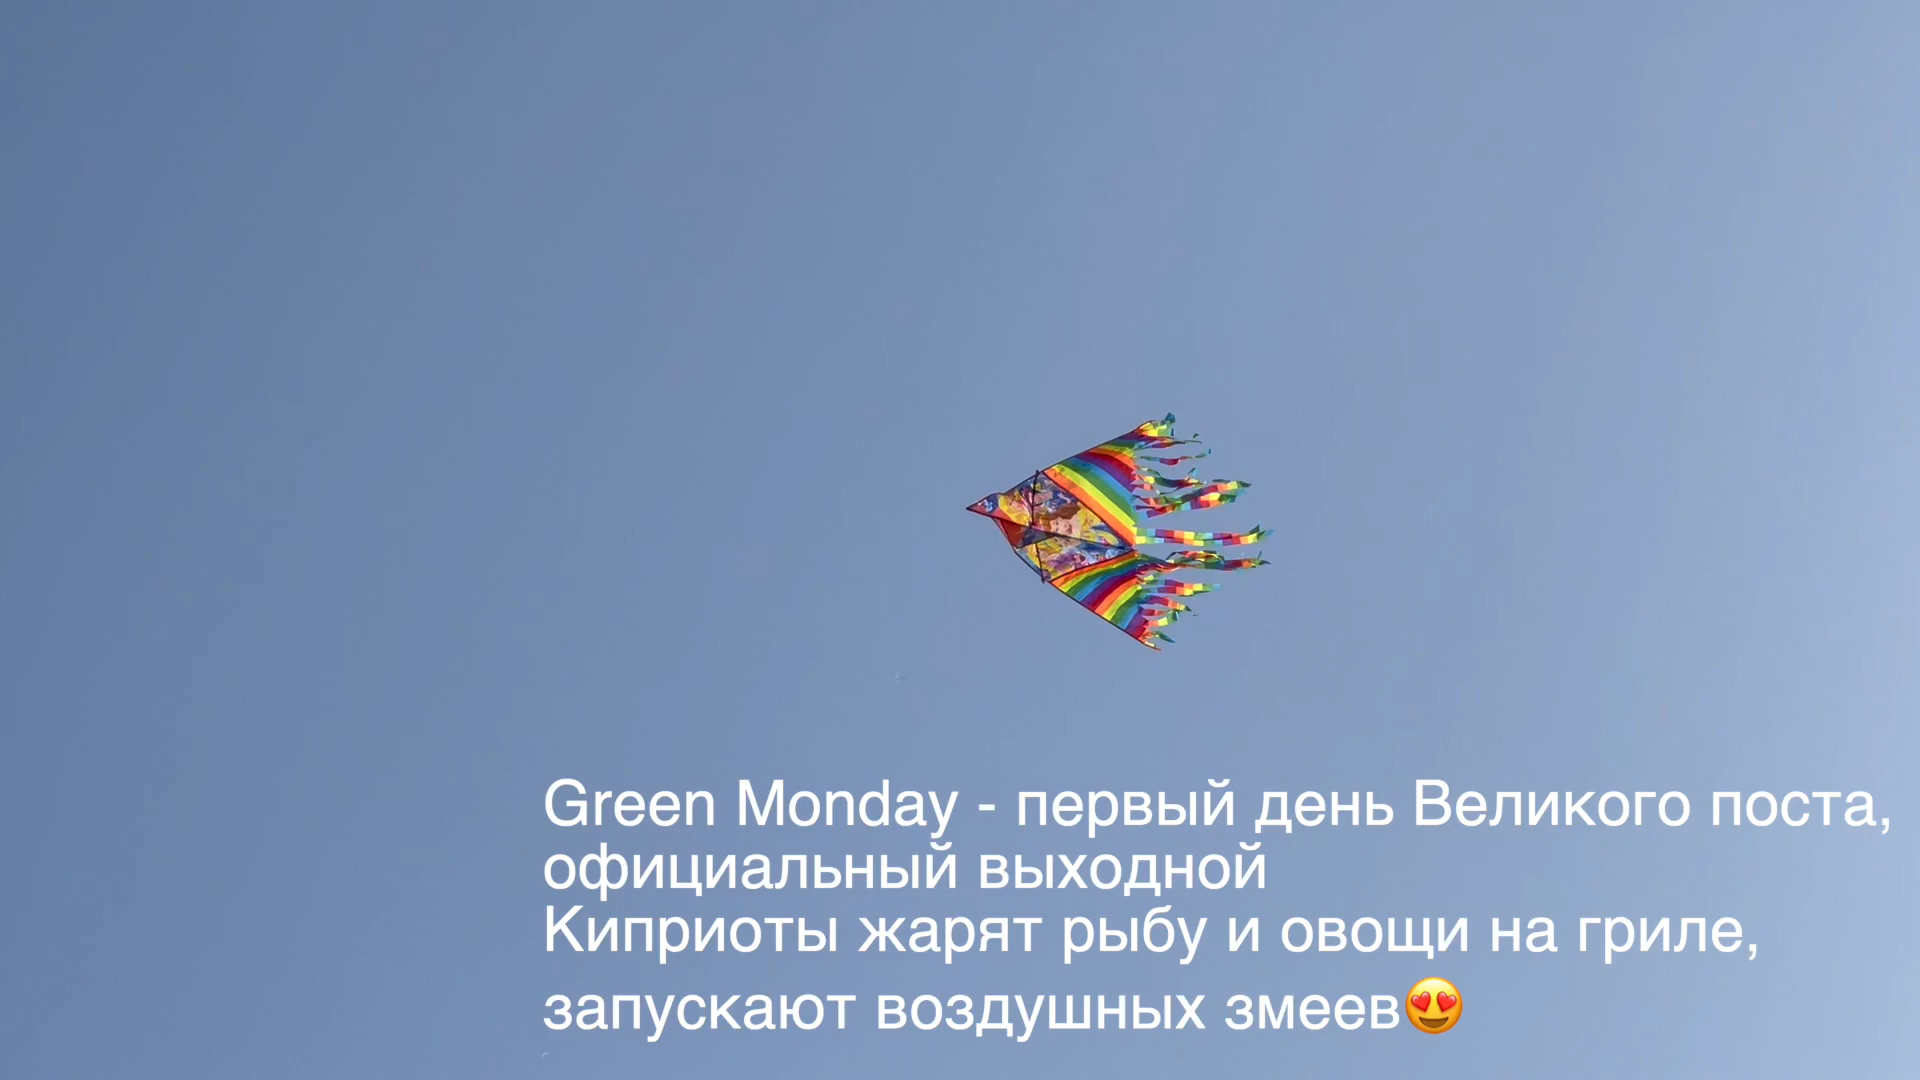 Green Monday - первый день Великого поста,
официальный выходной
Киприоты жарят рыбу и овощи на гриле,
запускают воздушных змеев😍